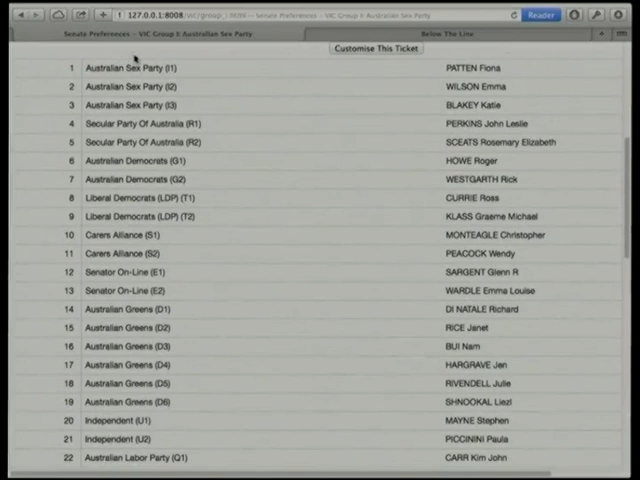 127.0.0.1:8008
Reader
Senate Preferences – VIC Group I: Australian Sex Party
Below The Line
Customise This Ticket
1 Australian Sex Party (I1) PATTEN Fiona
2 Australian Sex Party (I2) WILSON Emma
3 Australian Sex Party (I3) BLAKEY Katie
4 Secular Party Of Australia (R1) PERKINS John Leslie
5 Secular Party Of Australia (R2) SCEATS Rosemary Elizabeth
6 Australian Democrats (G1) HOWE Roger
7 Australian Democrats (G2) WESTGARTH Rick
8 Liberal Democrats (LDP) (T1) CURRIE Ross
9 Liberal Democrats (LDP) (T2) KLASS Graeme Michael
10 Carers Alliance (S1) MONTEAGLE Christopher
11 Carers Alliance (S2) PEACOCK Wendy
12 Senator On-Line (E1) SARGENT Glenn R
13 Senator On-Line (E2) WARDLE Emma Louise
14 Australian Greens (D1) DI NATALE Richard
15 Australian Greens (D2) RICE Janet
16 Australian Greens (D3) BUI Nam
17 Australian Greens (D4) HARGRAVE Jen
18 Australian Greens (D5) RIVENDELL Julie
19 Australian Greens (D6) SHNOOKAL Liezl
20 Independent (U1) MAYNE Stephen
21 Independent (U2) PICCININI Paula
22 Australian Labor Party (Q1) CARR Kim John